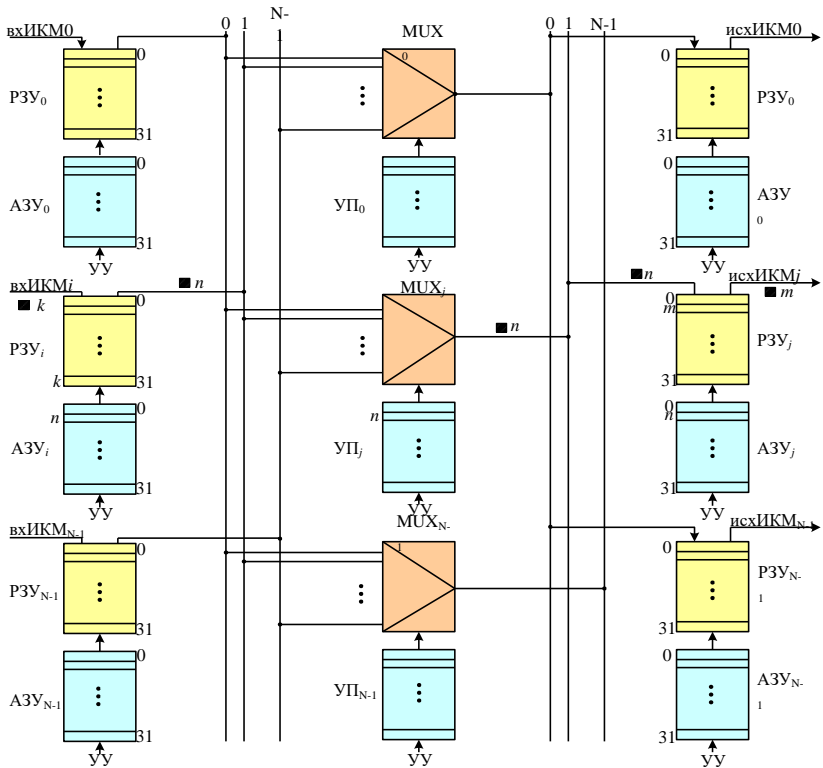 0 1 N-
1
MUX
0
0 1 N-1
вхИКМ0
исхИКМ0
РЗУ₀
0
31
0
31
РЗУ₀
АЗУ₀
0
31
УП₀
0
31
АЗУ
0
УУ
УУ
вхИКМi
k
n
MUXj
n
n
исхИКМj
m
РЗУi
0
k
31
0
m
31
РЗУj
АЗУi
n
0
31
УПj
n
0
n
31
АЗУj
УУ
УУ
УУ
вхИКМN-1
MUXN-
1
исхИКМN-1
РЗУN-1
0
31
0
31
РЗУN-
1
АЗУN-1
0
31
УПN-1
0
31
АЗУN-
1
УУ
УУ